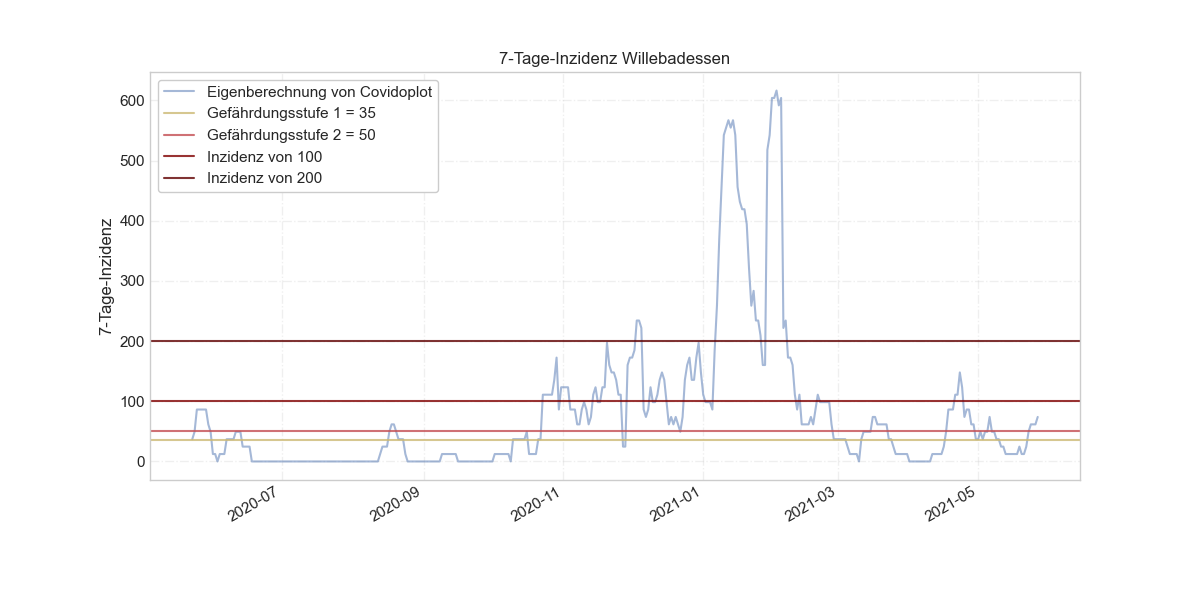 7-Tage-Inzidenz Willebadessen
Eigenberechnung von Covidoplot
Gefährdungsstufe 1 = 35
Gefährdungsstufe 2 = 50
Inzidenz von 100
Inzidenz von 200
7-Tage-Inzidenz
600
500
400
300
200
100
0
2020-07
2020-09
2020-11
2021-01
2021-03
2021-05